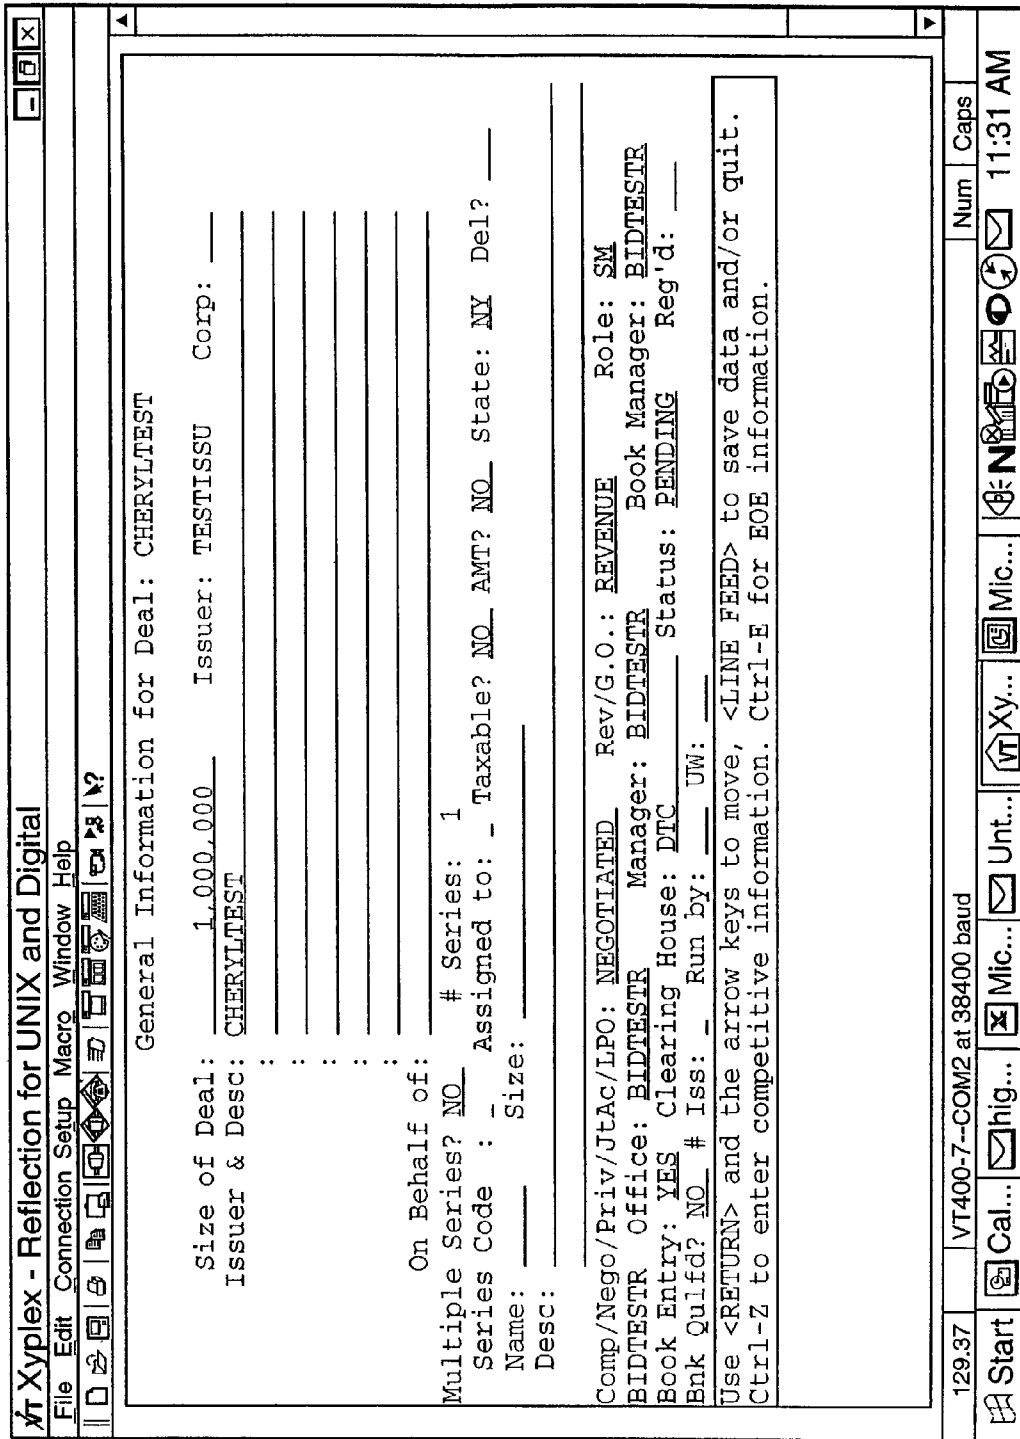 Xyplex - Reflection for UNIX and Digital
File Edit Connection Setup Macro Window Help
General Information for Deal: CHERYLTEST
Size of Deal: 1,000,000 Issuer: TESTISSU Corp:
Issuer & Desc: CHERYLTEST
:
:
:
:
:
On Behalf of:
Multiple Series? NO # Series: 1
Series Code : _ Assigned to: _ Taxable? NO AMT? NO State: NY Del?
Name: Size:
Desc:
Comp/Nego/Priv/JtAc/LPO: NEGOTIATED Rev/G.O.: REVENUE Role: SM
BIDTESTR Office: BIDTESTR Manager: BIDTESTR Book Manager: BIDTESTR
Book Entry: YES Clearing House: DTC Status: PENDING Reg'd:
Bnk Qulfd? NO # Iss: _ Run by: UW:
Use <RETURN> and the arrow keys to move, <LINE FEED> to save data and/or quit.
Ctrl-Z to enter competitive information. Ctrl-E for EOE information.
129.37 VT400-7--COM2 at 38400 baud Num Caps
Start Cal... hig... Mic... Unt... VT Xy... Mic... N 11:31 AM